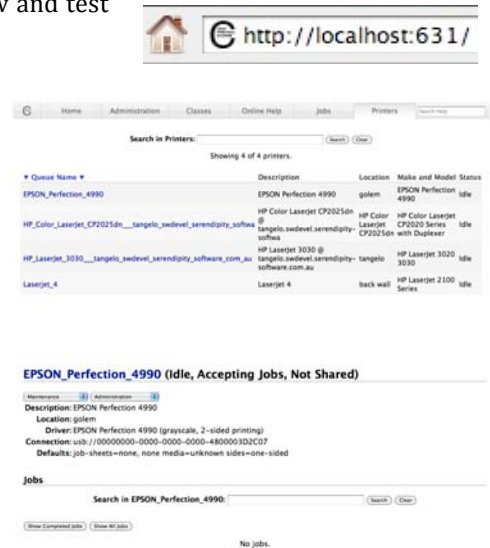 w and test
http://localhost:631/
Home Administration Classes Online Help Jobs Printers Search Help
Search in Printers: Search Clear
Showing 4 of 4 printers.
▼ Queue Name ▼ Description Location Make and Model Status
EPSON_Perfection_4990 EPSON Perfection 4990 golem EPSON Perfection 4990 Idle
HP_Color_LaserJet_CP2025dn__tangelo_swdevel_serendipity_softwa HP Color LaserJet CP2025dn @ tangelo.swdevel.serendipity-softwa HP Color LaserJet CP2025dn HP Color LaserJet CP2020 Series with Duplexer Idle
HP_LaserJet_3030___tangelo_swdevel_serendipity_software_com_au HP LaserJet 3030 @ tangelo.swdevel.serendipity-software.com.au tangelo HP LaserJet 3020 3030 Idle
Laserjet_4 Laserjet 4 back wall HP LaserJet 2100 Series Idle
EPSON_Perfection_4990 (Idle, Accepting Jobs, Not Shared)
Maintenance Administration
Description: EPSON Perfection 4990
Location: golem
Driver: EPSON Perfection 4990 (grayscale, 2-sided printing)
Connection: usb://00000000-0000-0000-0000-4800003D2C07
Defaults: job-sheets=none, none media=unknown sides=one-sided
Jobs
Search in EPSON_Perfection_4990: Search Clear
Show Completed Jobs Show All Jobs
No jobs.